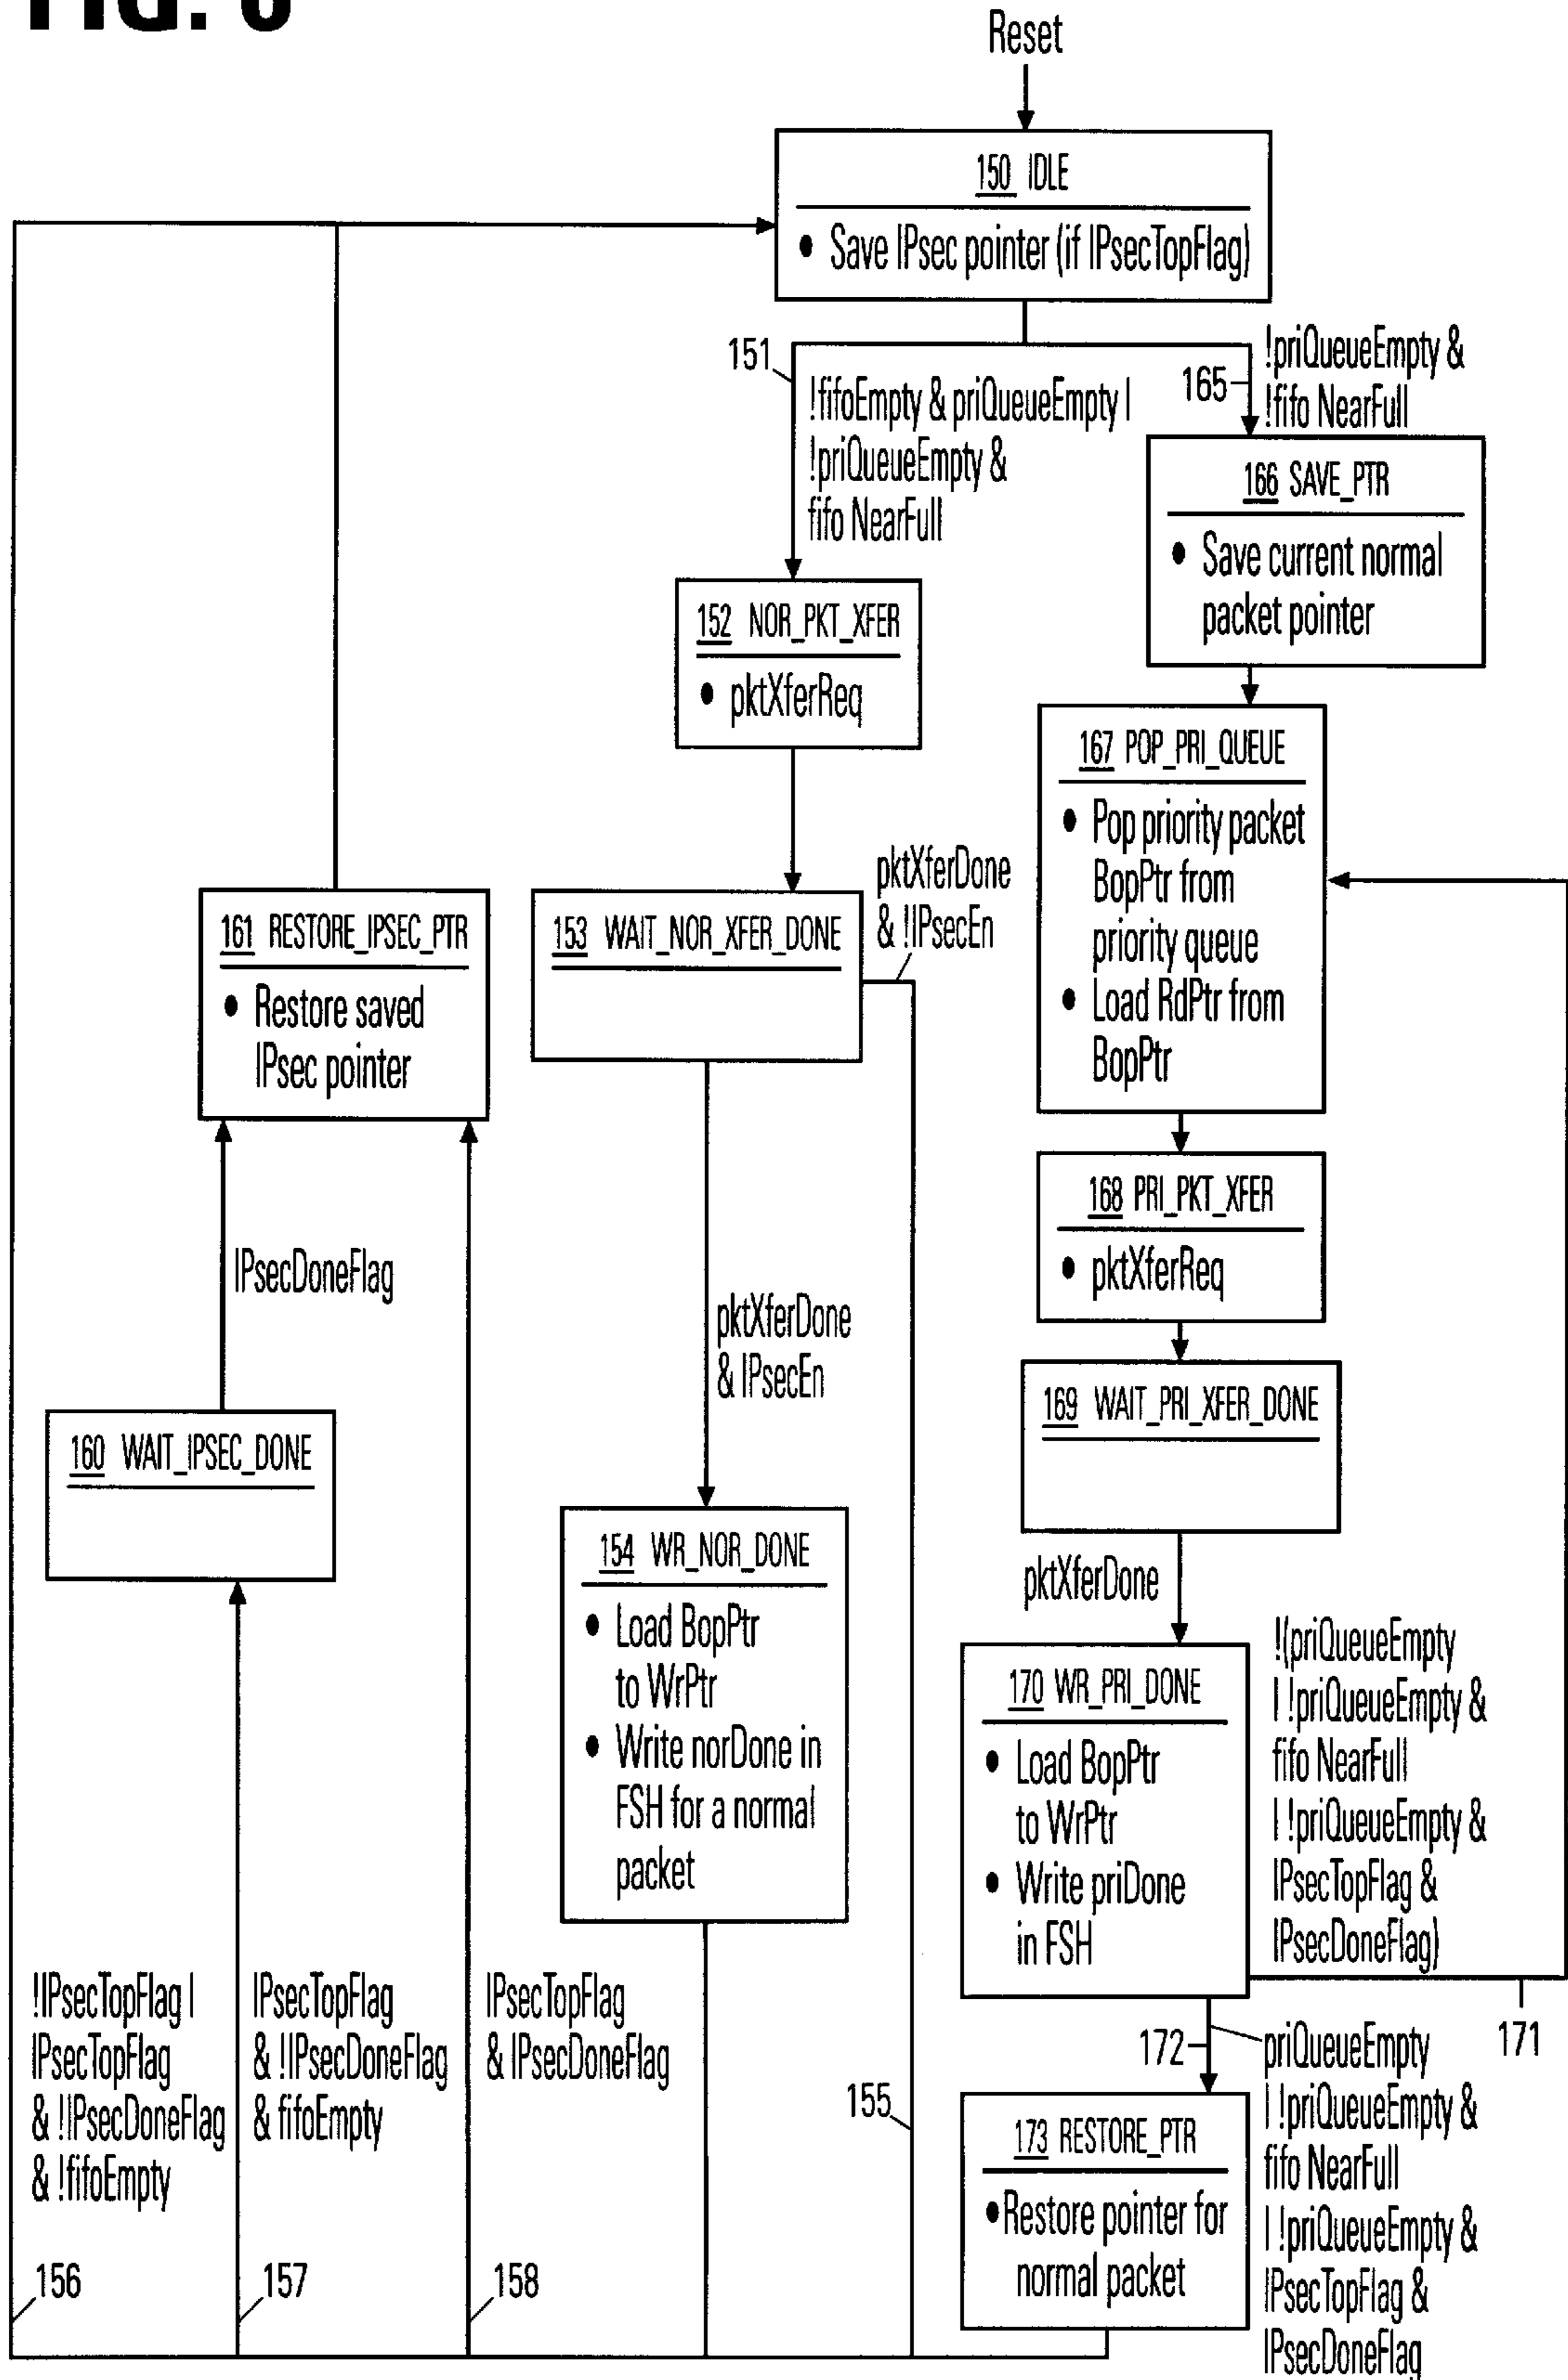 FIG. 6
Reset
150 IDLE
• Save IPsec pointer (if IPsecTopFlag)
151
!fifoEmpty & priQueueEmpty |
!priQueueEmpty &
fifo NearFull
165
!priQueueEmpty &
!fifo NearFull
166 SAVE_PTR
• Save current normal
packet pointer
152 NOR_PKT_XFER
• pktXferReq
167 POP_PRI_QUEUE
• Pop priority packet
BopPtr from
priority queue
• Load RdPtr from
BopPtr
161 RESTORE_IPSEC_PTR
• Restore saved
IPsec pointer
153 WAIT_NOR_XFER_DONE
pktXferDone
& !IPsecEn
168 PRI_PKT_XFER
• pktXferReq
IPsecDoneFlag
pktXferDone
& IPsecEn
169 WAIT_PRI_XFER_DONE
160 WAIT_IPSEC_DONE
pktXferDone
154 WR_NOR_DONE
• Load BopPtr
to WrPtr
• Write norDone in
FSH for a normal
packet
170 WR_PRI_DONE
• Load BopPtr
to WrPtr
• Write priDone
in FSH
!(priQueueEmpty
| !priQueueEmpty &
fifo NearFull
| !priQueueEmpty &
IPsecTopFlag &
IPsecDoneFlag)
171
!IPsecTopFlag |
IPsecTopFlag
& !IPsecDoneFlag
& !fifoEmpty
IPsecTopFlag
& !IPsecDoneFlag
& fifoEmpty
IPsecTopFlag
& IPsecDoneFlag
155
172
priQueueEmpty
| !priQueueEmpty &
fifo NearFull
| !priQueueEmpty &
IPsecTopFlag &
IPsecDoneFlag
173 RESTORE_PTR
• Restore pointer for
normal packet
156
157
158